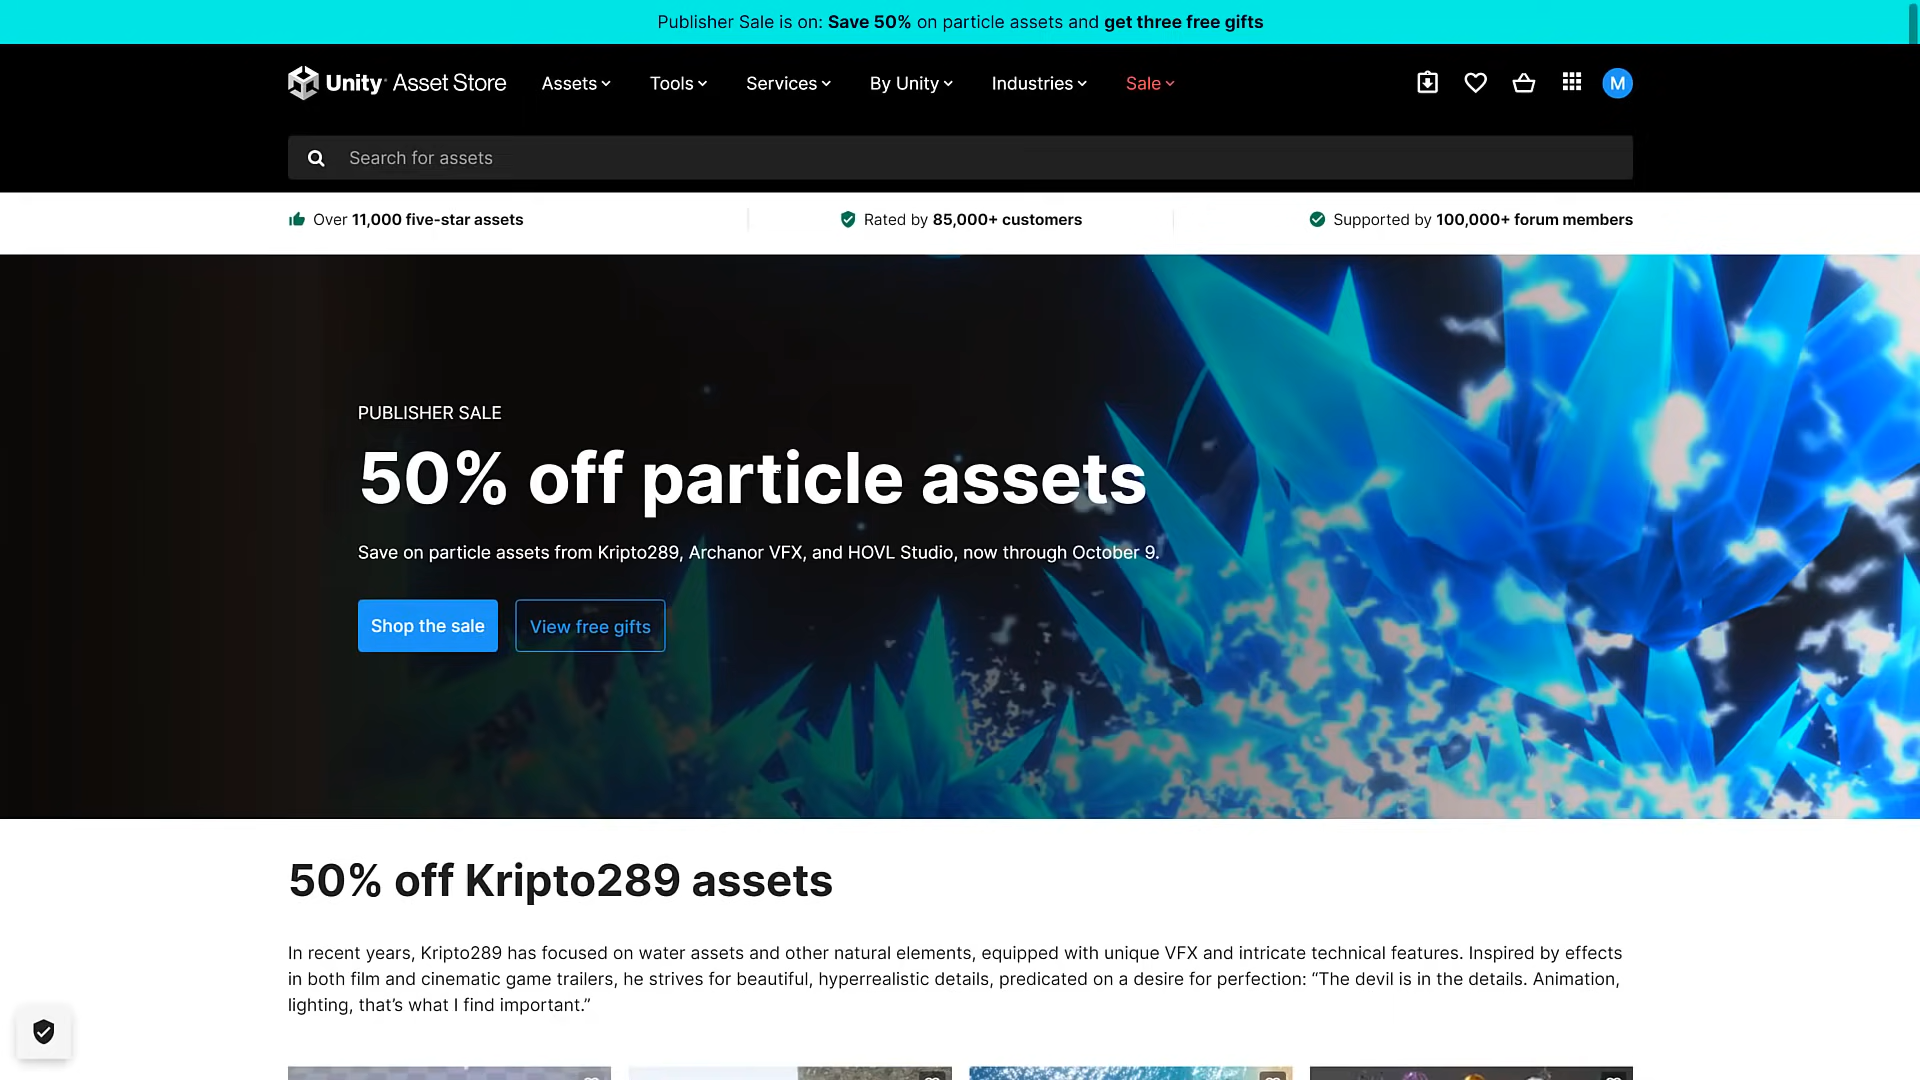 Publisher Sale is on: Save 50% on particle assets and get three free gifts
Unity Asset Store Assets Tools Services By Unity Industries Sale M
Search for assets
Over 11,000 five-star assets Rated by 85,000+ customers Supported by 100,000+ forum members
PUBLISHER SALE
50% off particle assets
Save on particle assets from Kripto289, Archanor VFX, and HOVL Studio, now through October 9.
Shop the sale View free gifts
50% off Kripto289 assets
In recent years, Kripto289 has focused on water assets and other natural elements, equipped with unique VFX and intricate technical features. Inspired by effects
in both film and cinematic game trailers, he strives for beautiful, hyperrealistic details, predicated on a desire for perfection: “The devil is in the details. Animation,
lighting, that’s what I find important.”